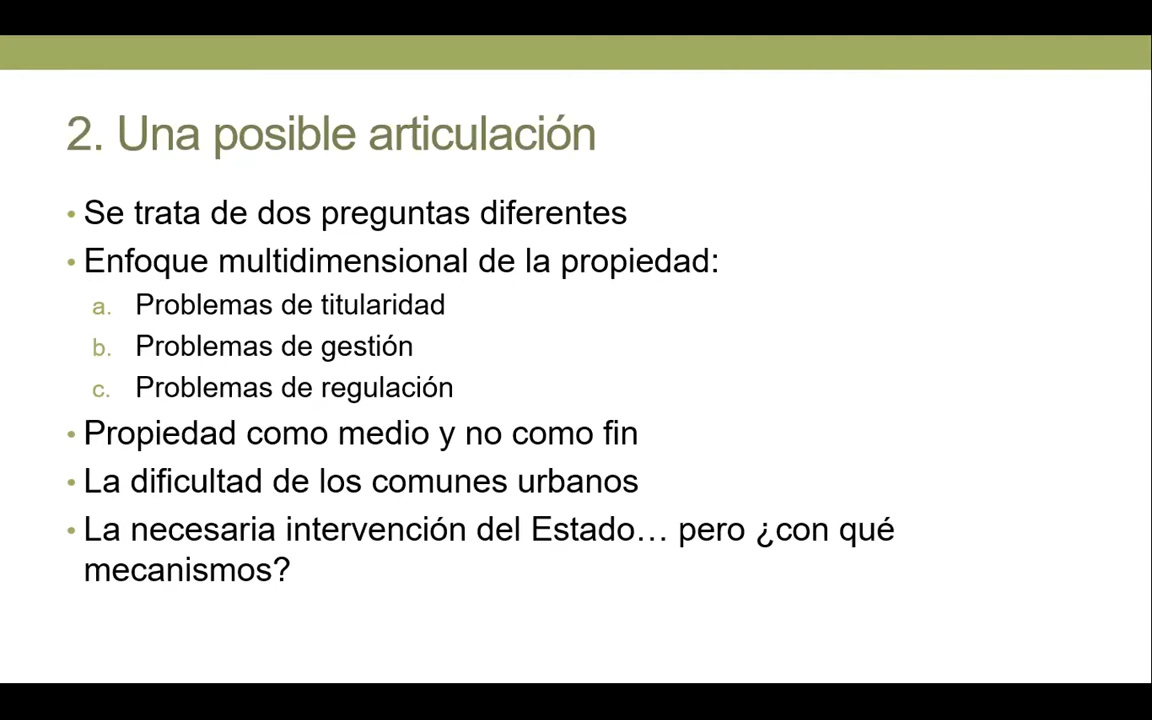 2. Una posible articulación
• Se trata de dos preguntas diferentes
• Enfoque multidimensional de la propiedad:
a. Problemas de titularidad
b. Problemas de gestión
c. Problemas de regulación
• Propiedad como medio y no como fin
• La dificultad de los comunes urbanos
• La necesaria intervención del Estado… pero ¿con qué
mecanismos?